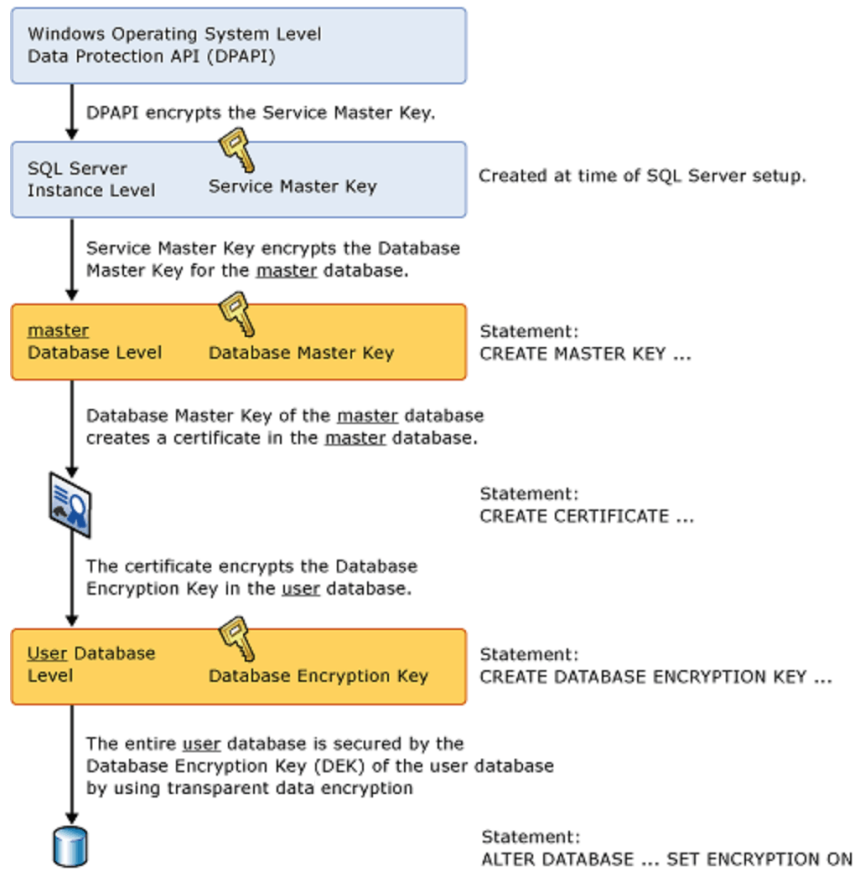 Windows Operating System Level
Data Protection API (DPAPI)
DPAPI encrypts the Service Master Key.
SQL Server
Instance Level
Service Master Key
Created at time of SQL Server setup.
Service Master Key encrypts the Database
Master Key for the master database.
master
Database Level
Database Master Key
Statement:
CREATE MASTER KEY ...
Database Master Key of the master database
creates a certificate in the master database.
Statement:
CREATE CERTIFICATE ...
The certificate encrypts the Database
Encryption Key in the user database.
User Database
Level
Database Encryption Key
Statement:
CREATE DATABASE ENCRYPTION KEY ...
The entire user database is secured by the
Database Encryption Key (DEK) of the user database
by using transparent data encryption
Statement:
ALTER DATABASE ... SET ENCRYPTION ON